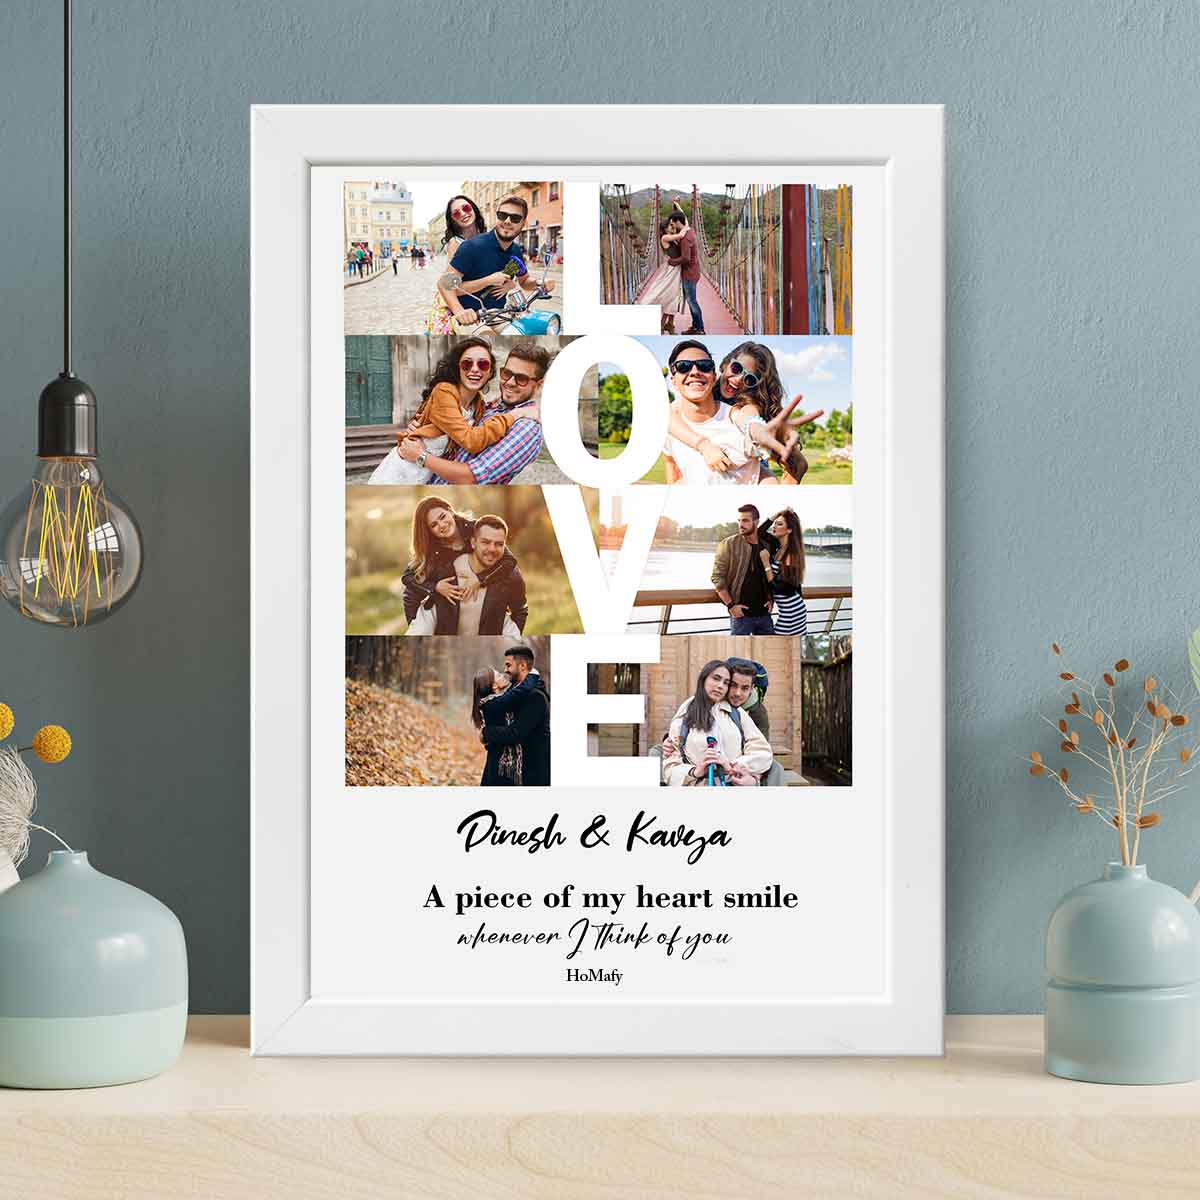 LOVE
Dinesh & Kavya
A piece of my heart smile
whenever I think of you
HoMafy